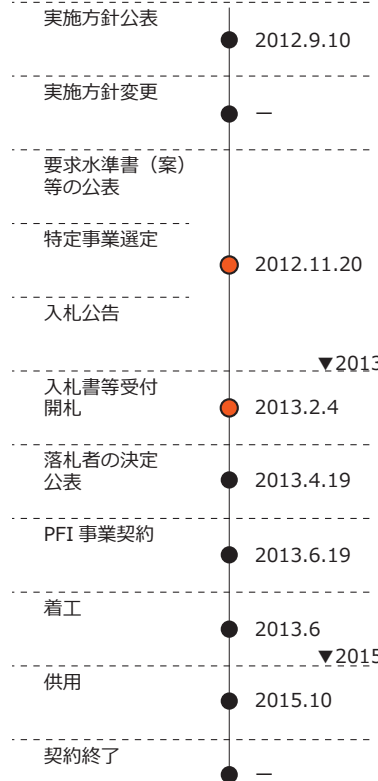 実施方針公表
2012.9.10
実施方針変更
—
要求水準書（案）
等の公表
特定事業選定
2012.11.20
入札公告
▼2013
入札書等受付
開札
2013.2.4
落札者の決定
公表
2013.4.19
PFI 事業契約
2013.6.19
着工
2013.6
▼2015
供用
2015.10
契約終了
—